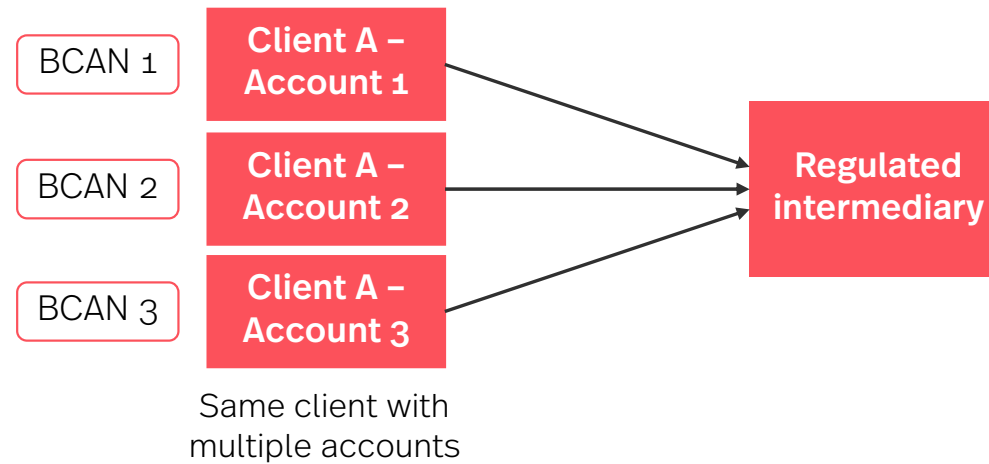 BCAN 1
Client A –
Account 1
BCAN 2
Client A –
Account 2
BCAN 3
Client A –
Account 3
Regulated
intermediary
Same client with
multiple accounts